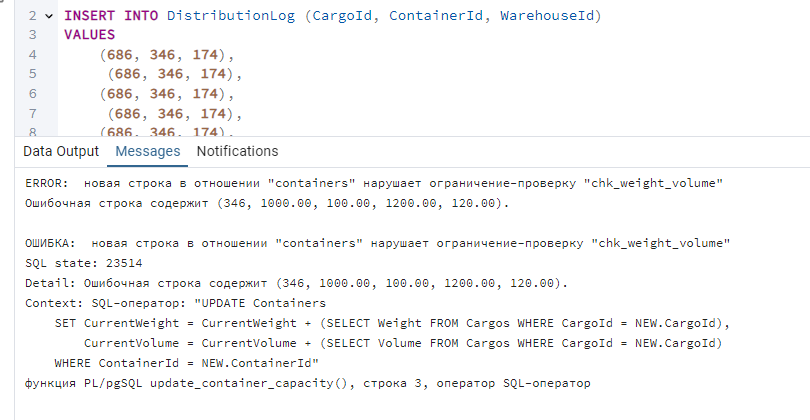 2 INSERT INTO DistributionLog (CargoId, ContainerId, WarehouseId)
3 VALUES
4 (686, 346, 174),
5 (686, 346, 174),
6 (686, 346, 174),
7 (686, 346, 174),
8 (686, 346, 174),
Data Output Messages Notifications
ERROR: новая строка в отношении "containers" нарушает ограничение-проверку "chk_weight_volume"
Ошибочная строка содержит (346, 1000.00, 100.00, 1200.00, 120.00).
ОШИБКА: новая строка в отношении "containers" нарушает ограничение-проверку "chk_weight_volume"
SQL state: 23514
Detail: Ошибочная строка содержит (346, 1000.00, 100.00, 1200.00, 120.00).
Context: SQL-оператор: "UPDATE Containers
SET CurrentWeight = CurrentWeight + (SELECT Weight FROM Cargos WHERE CargoId = NEW.CargoId),
CurrentVolume = CurrentVolume + (SELECT Volume FROM Cargos WHERE CargoId = NEW.CargoId)
WHERE ContainerId = NEW.ContainerId"
функция PL/pgSQL update_container_capacity(), строка 3, оператор SQL-оператор